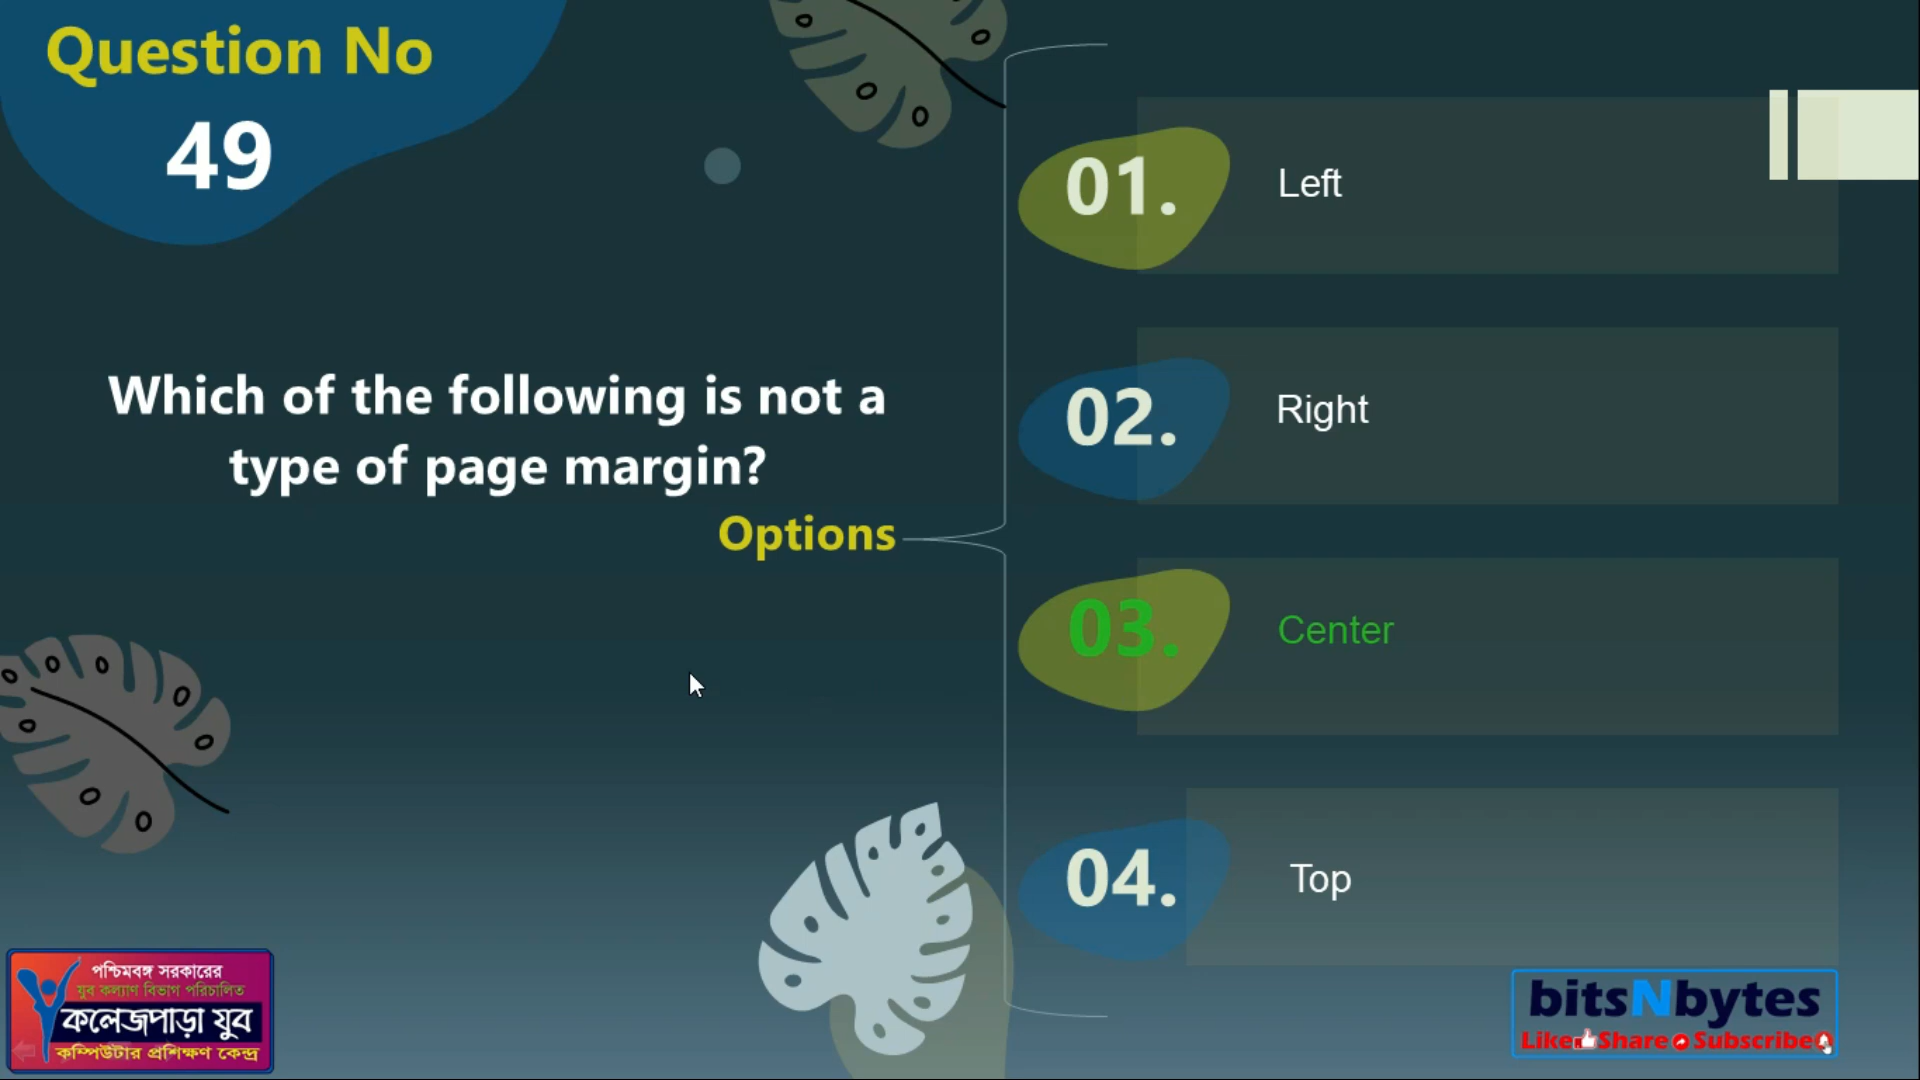 Question No
49
Which of the following is not a
type of page margin?
Options
01.
Left
02.
Right
03.
Center
04.
Top
পশ্চিমবঙ্গ সরকারের
যুব কল্যাণ বিভাগ পরিচালিত
কলেজপাড়া যুব
কম্পিউটার প্রশিক্ষণ কেন্দ্র
bitsNbytes
Like Share Subscribe